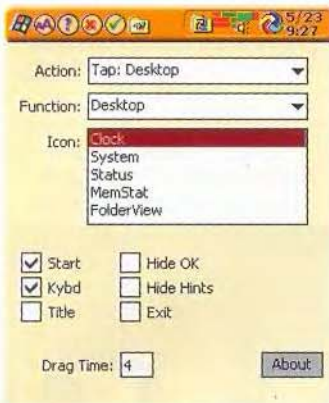 5/23
9:27
Action: Tap: Desktop
Function: Desktop
Icon: Clock
System
Status
MemStat
FolderView
Start Hide OK
Kybd Hide Hints
Title Exit
Drag Time: 4 About